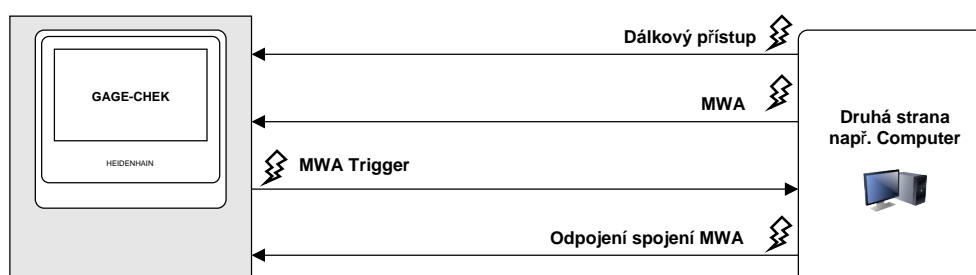 GAGE-CHEK
HEIDENHAIN
Dálkový přístup
MWA
MWA Trigger
Odpojení spojení MWA
Druhá strana
např. Computer